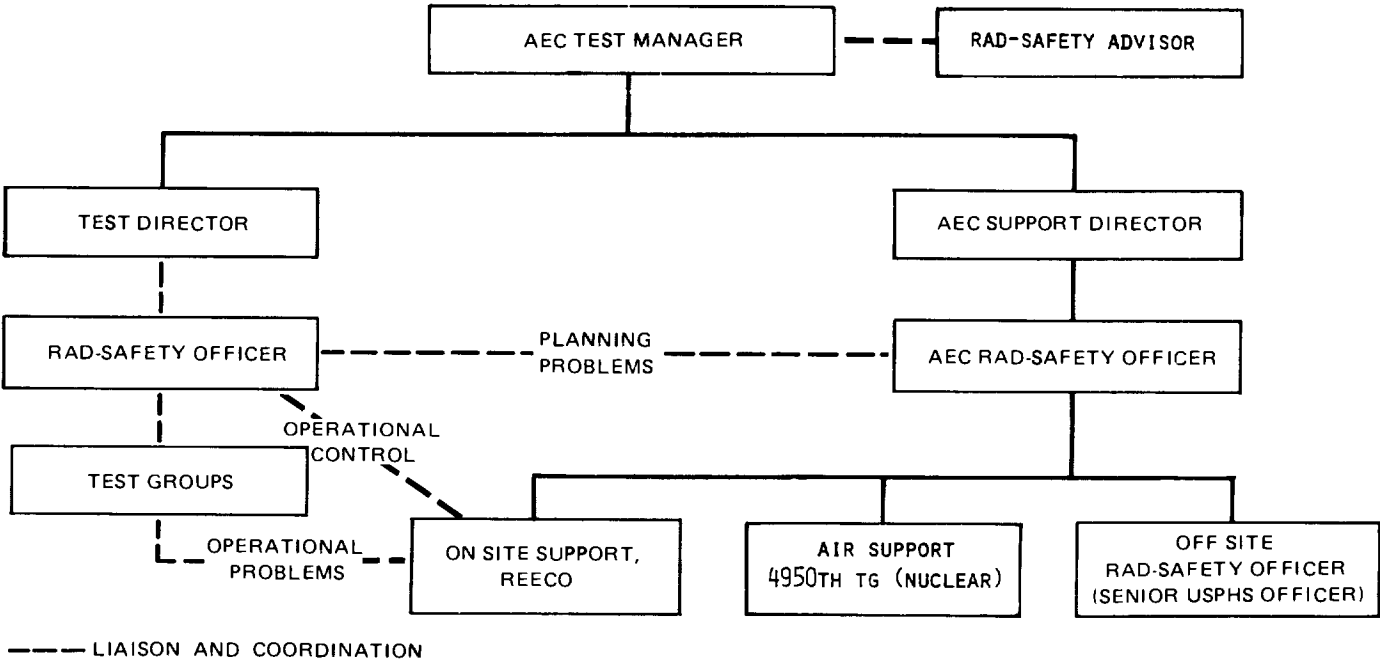 AEC TEST MANAGER
RAD-SAFETY ADVISOR
TEST DIRECTOR
AEC SUPPORT DIRECTOR
RAD-SAFETY OFFICER
PLANNING
PROBLEMS
AEC RAD-SAFETY OFFICER
OPERATIONAL
CONTROL
TEST GROUPS
OPERATIONAL
PROBLEMS
ON SITE SUPPORT,
REECO
AIR SUPPORT
4950TH TG (NUCLEAR)
OFF SITE
RAD-SAFETY OFFICER
(SENIOR USPHS OFFICER)
LIAISON AND COORDINATION